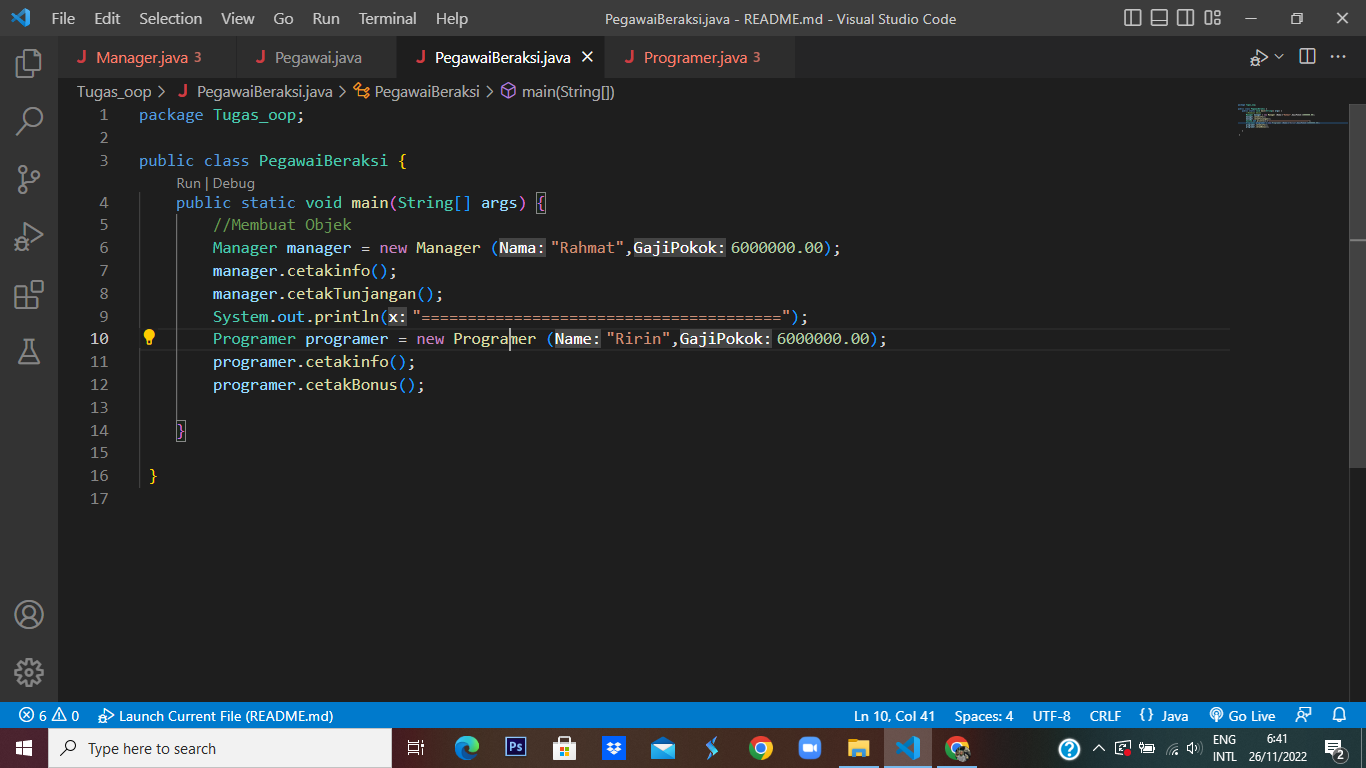 File Edit Selection View Go Run Terminal Help PegawaiBeraksi.java - README.md - Visual Studio Code
J Manager.java 3 J Pegawai.java J PegawaiBeraksi.java J Programer.java 3
Tugas_oop > J PegawaiBeraksi.java > PegawaiBeraksi > main(String[])
1 package Tugas_oop;
2
3 public class PegawaiBeraksi {
Run | Debug
4 public static void main(String[] args) {
5 //Membuat Objek
6 Manager manager = new Manager (Nama: "Rahmat",GajiPokok: 6000000.00);
7 manager.cetakinfo();
8 manager.cetakTunjangan();
9 System.out.println(x: "=======================================");
10 Programer programer = new Programer (Name: "Ririn",GajiPokok: 6000000.00);
11 programer.cetakinfo();
12 programer.cetakBonus();
13
14 }
15
16 }
17
6 0 Launch Current File (README.md) Ln 10, Col 41 Spaces: 4 UTF-8 CRLF {} Java Go Live
Type here to search Ps ENG 6:41
INTL 26/11/2022 2